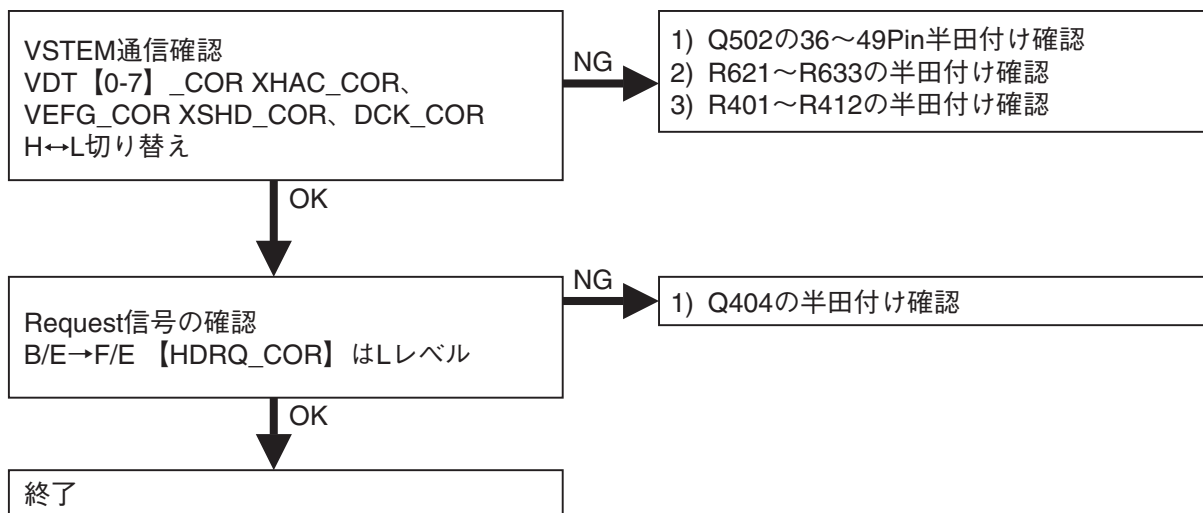 VSTEM通信確認
VDT【0-7】_COR XHAC_COR、
VEFG_COR XSHD_COR、DCK_COR
H↔L切り替え
NG
1) Q502の36〜49Pin半田付け確認
2) R621〜R633の半田付け確認
3) R401〜R412の半田付け確認
OK
Request信号の確認
B/E→F/E 【HDRQ_COR】はLレベル
NG
1) Q404の半田付け確認
OK
終了